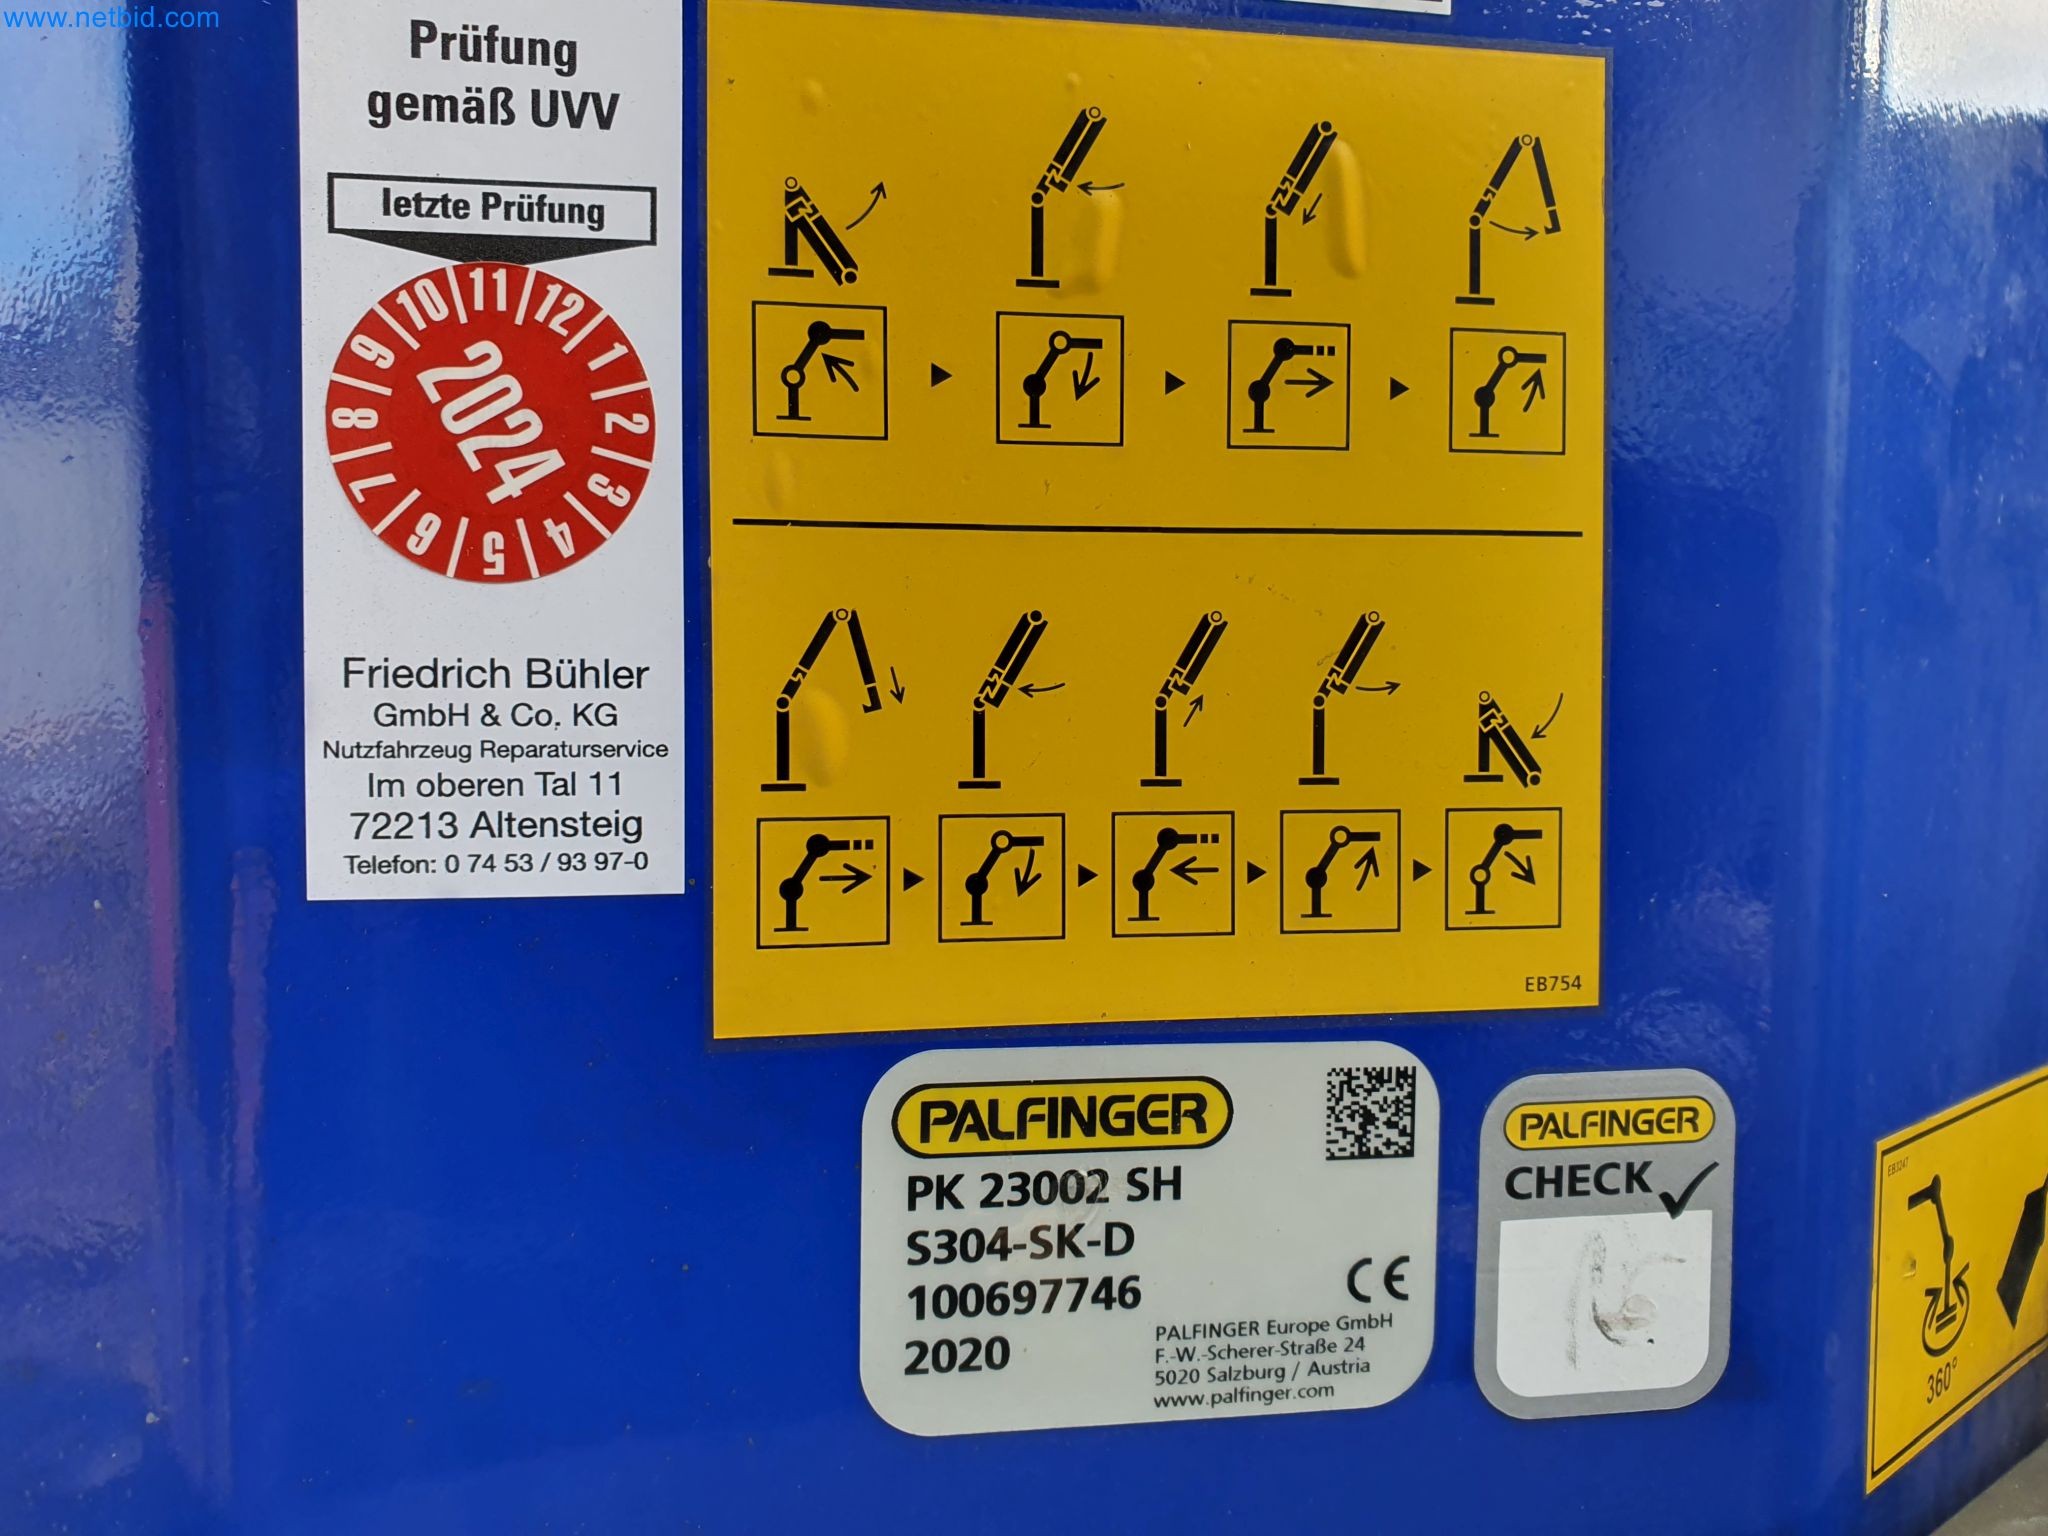 www.netbid.com
Prüfung
gemäß UVV
letzte Prüfung
10 11 12
9 1
8 2024 2
7 3
6 5 4
Friedrich Bühler
GmbH & Co. KG
Nutzfahrzeug Reparaturservice
Im oberen Tal 11
72213 Altensteig
Telefon: 0 74 53 / 93 97-0
EB754
PALFINGER
PK 23002 SH
S304-SK-D
100697746
2020
CE
PALFINGER Europe GmbH
F.-W.-Scherer-Straße 24
5020 Salzburg / Austria
www.palfinger.com
PALFINGER
CHECK
EB3247
360°